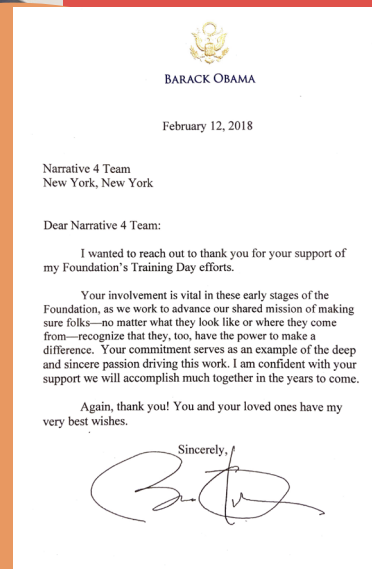 BARACK OBAMA
February 12, 2018
Narrative 4 Team
New York, New York
Dear Narrative 4 Team:
I wanted to reach out to thank you for your support of
my Foundation's Training Day efforts.
Your involvement is vital in these early stages of the
Foundation, as we work to advance our shared mission of making
sure folks—no matter what they look like or where they come
from—recognize that they, too, have the power to make a
difference. Your commitment serves as an example of the deep
and sincere passion driving this work. I am confident with your
support we will accomplish much together in the years to come.
Again, thank you! You and your loved ones have my
very best wishes.
Sincerely,